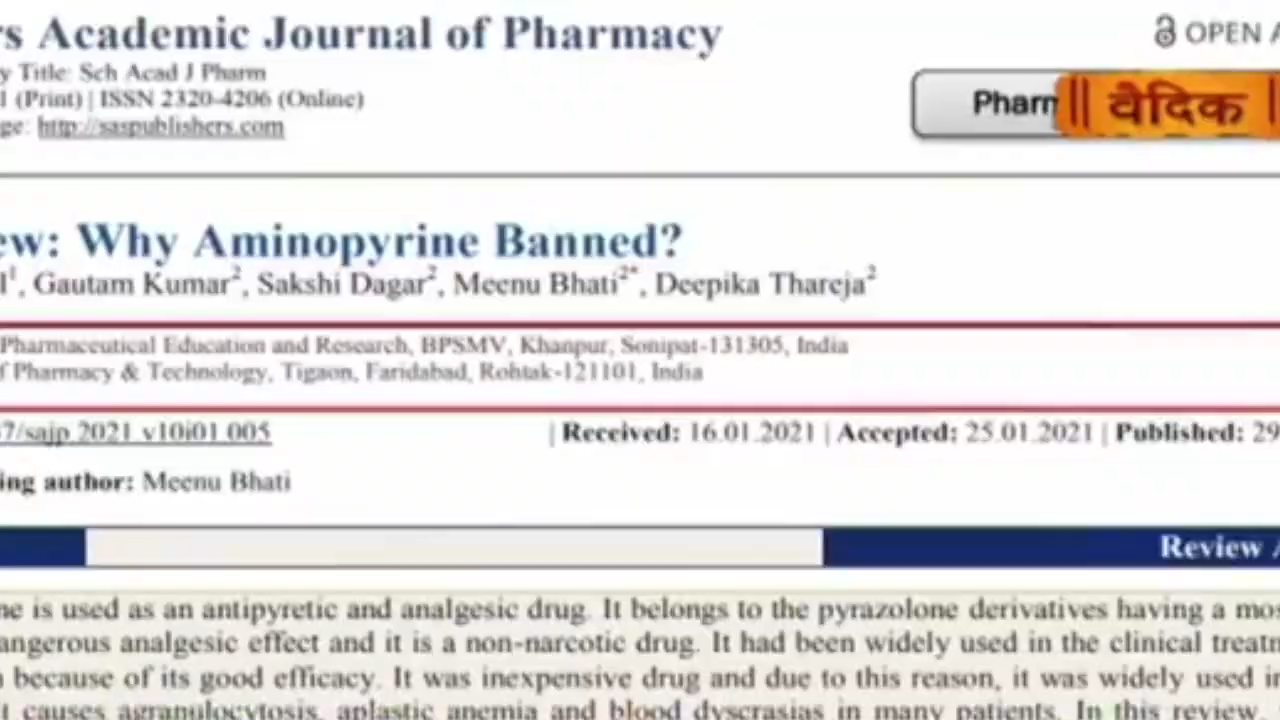 rs Academic Journal of Pharmacy
OPEN A
y Title: Sch Acad J Pharm
1 (Print) | ISSN 2320-4206 (Online)
ge: http://saspublishers.com
Pharm
|| वैदिक |
ew: Why Aminopyrine Banned?
l¹, Gautam Kumar², Sakshi Dagar², Meenu Bhati²*, Deepika Thareja²
Pharmaceutical Education and Research, BPSMV, Khanpur, Sonipat-131305, India
f Pharmacy & Technology, Tigaon, Faridabad, Rohtak-121101, India
7/sajp.2021.v10i01.005 | Received: 16.01.2021 | Accepted: 25.01.2021 | Published: 29
ing author: Meenu Bhati
Review A
ne is used as an antipyretic and analgesic drug. It belongs to the pyrazolone derivatives having a mos
angerous analgesic effect and it is a non-narcotic drug. It had been widely used in the clinical treatm
because of its good efficacy. It was inexpensive drug and due to this reason, it was widely used in
t causes agranulocytosis, aplastic anemia and blood dyscrasias in many patients. In this review,